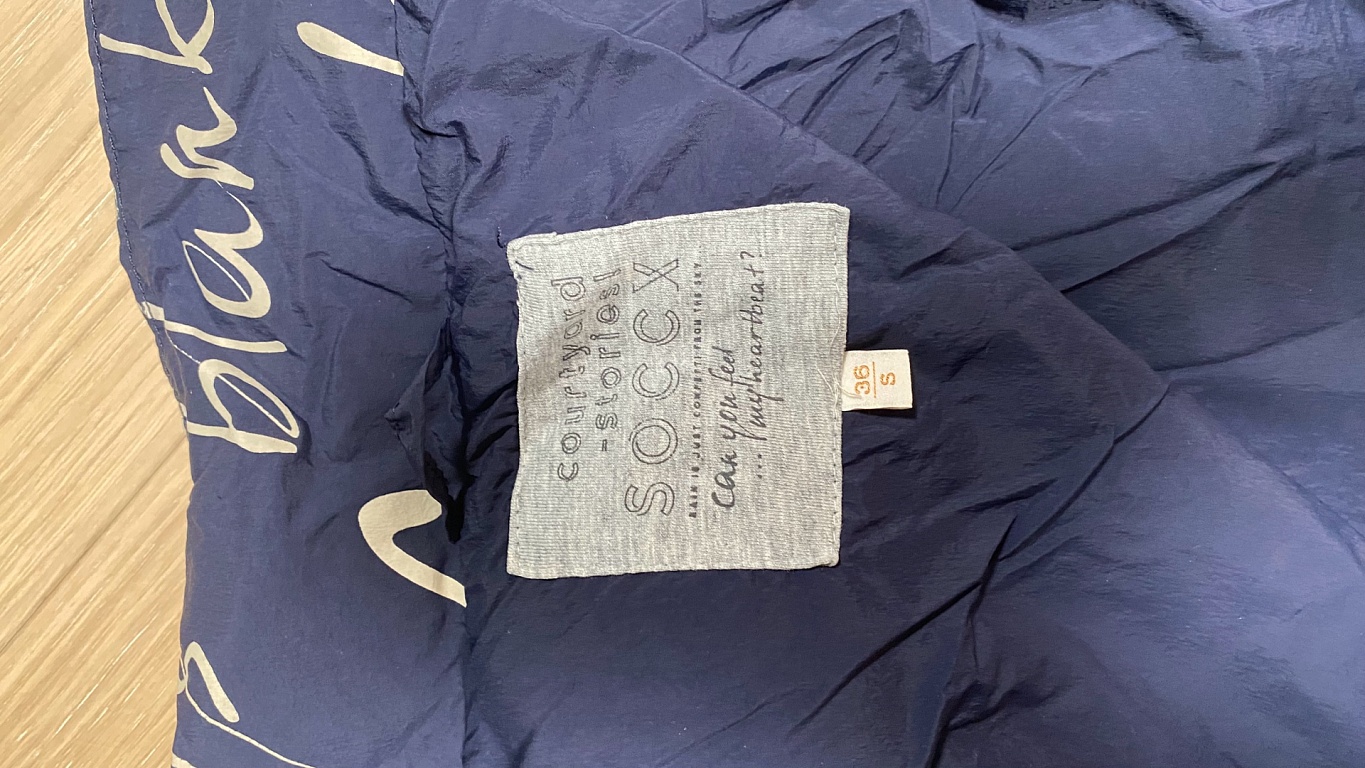 blank
courtyard
-stories!
SOCCX
RAIN IS JUST CONFETTI FROM THE SKY.
can you feel
... my heartbeat?
36
S